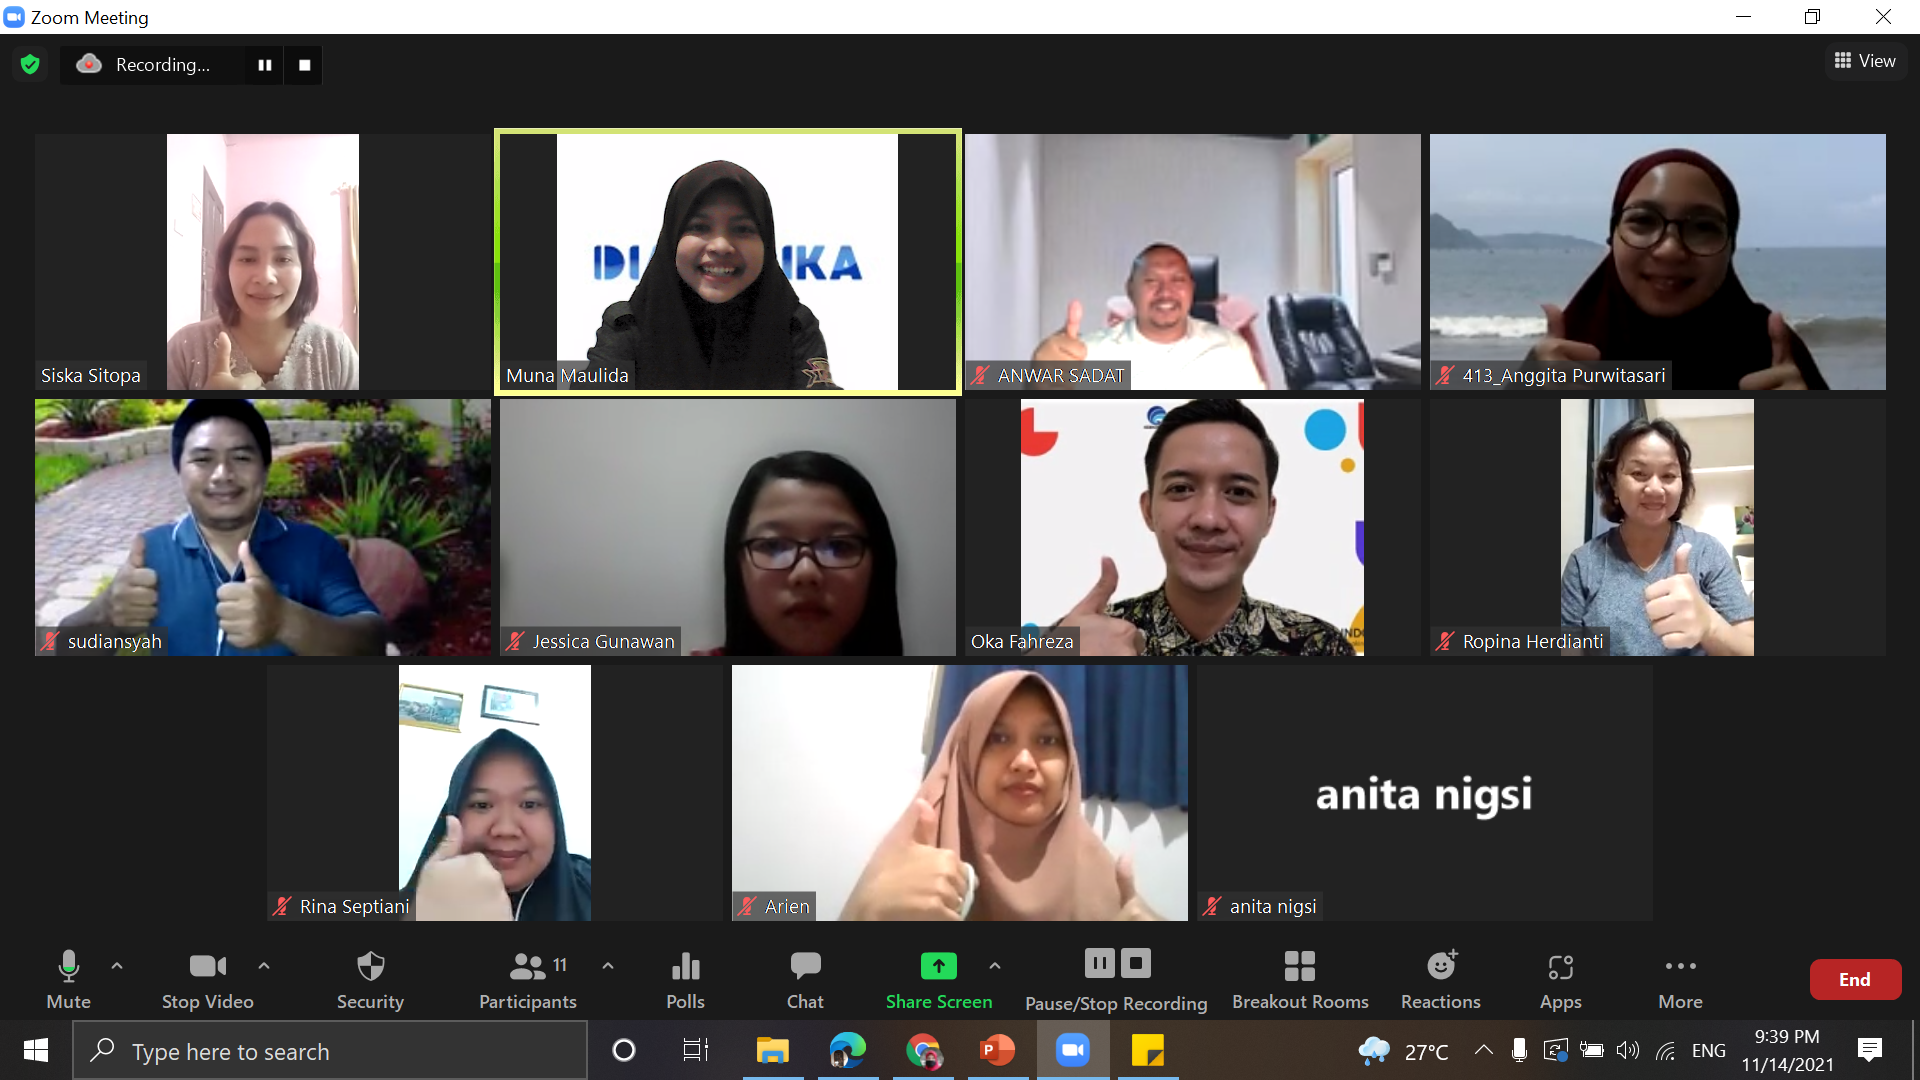 Zoom Meeting
Recording...
View
Siska Sitopa
Muna Maulida
ANWAR SADAT
413_Anggita Purwitasari
sudiansyah
Jessica Gunawan
Oka Fahreza
Ropina Herdianti
Rina Septiani
Arien
anita nigsi
anita nigsi
11
Mute
Stop Video
Security
Participants
Polls
Chat
Share Screen
Pause/Stop Recording
Breakout Rooms
Reactions
Apps
More
End
Type here to search
27°C
ENG
9:39 PM
11/14/2021